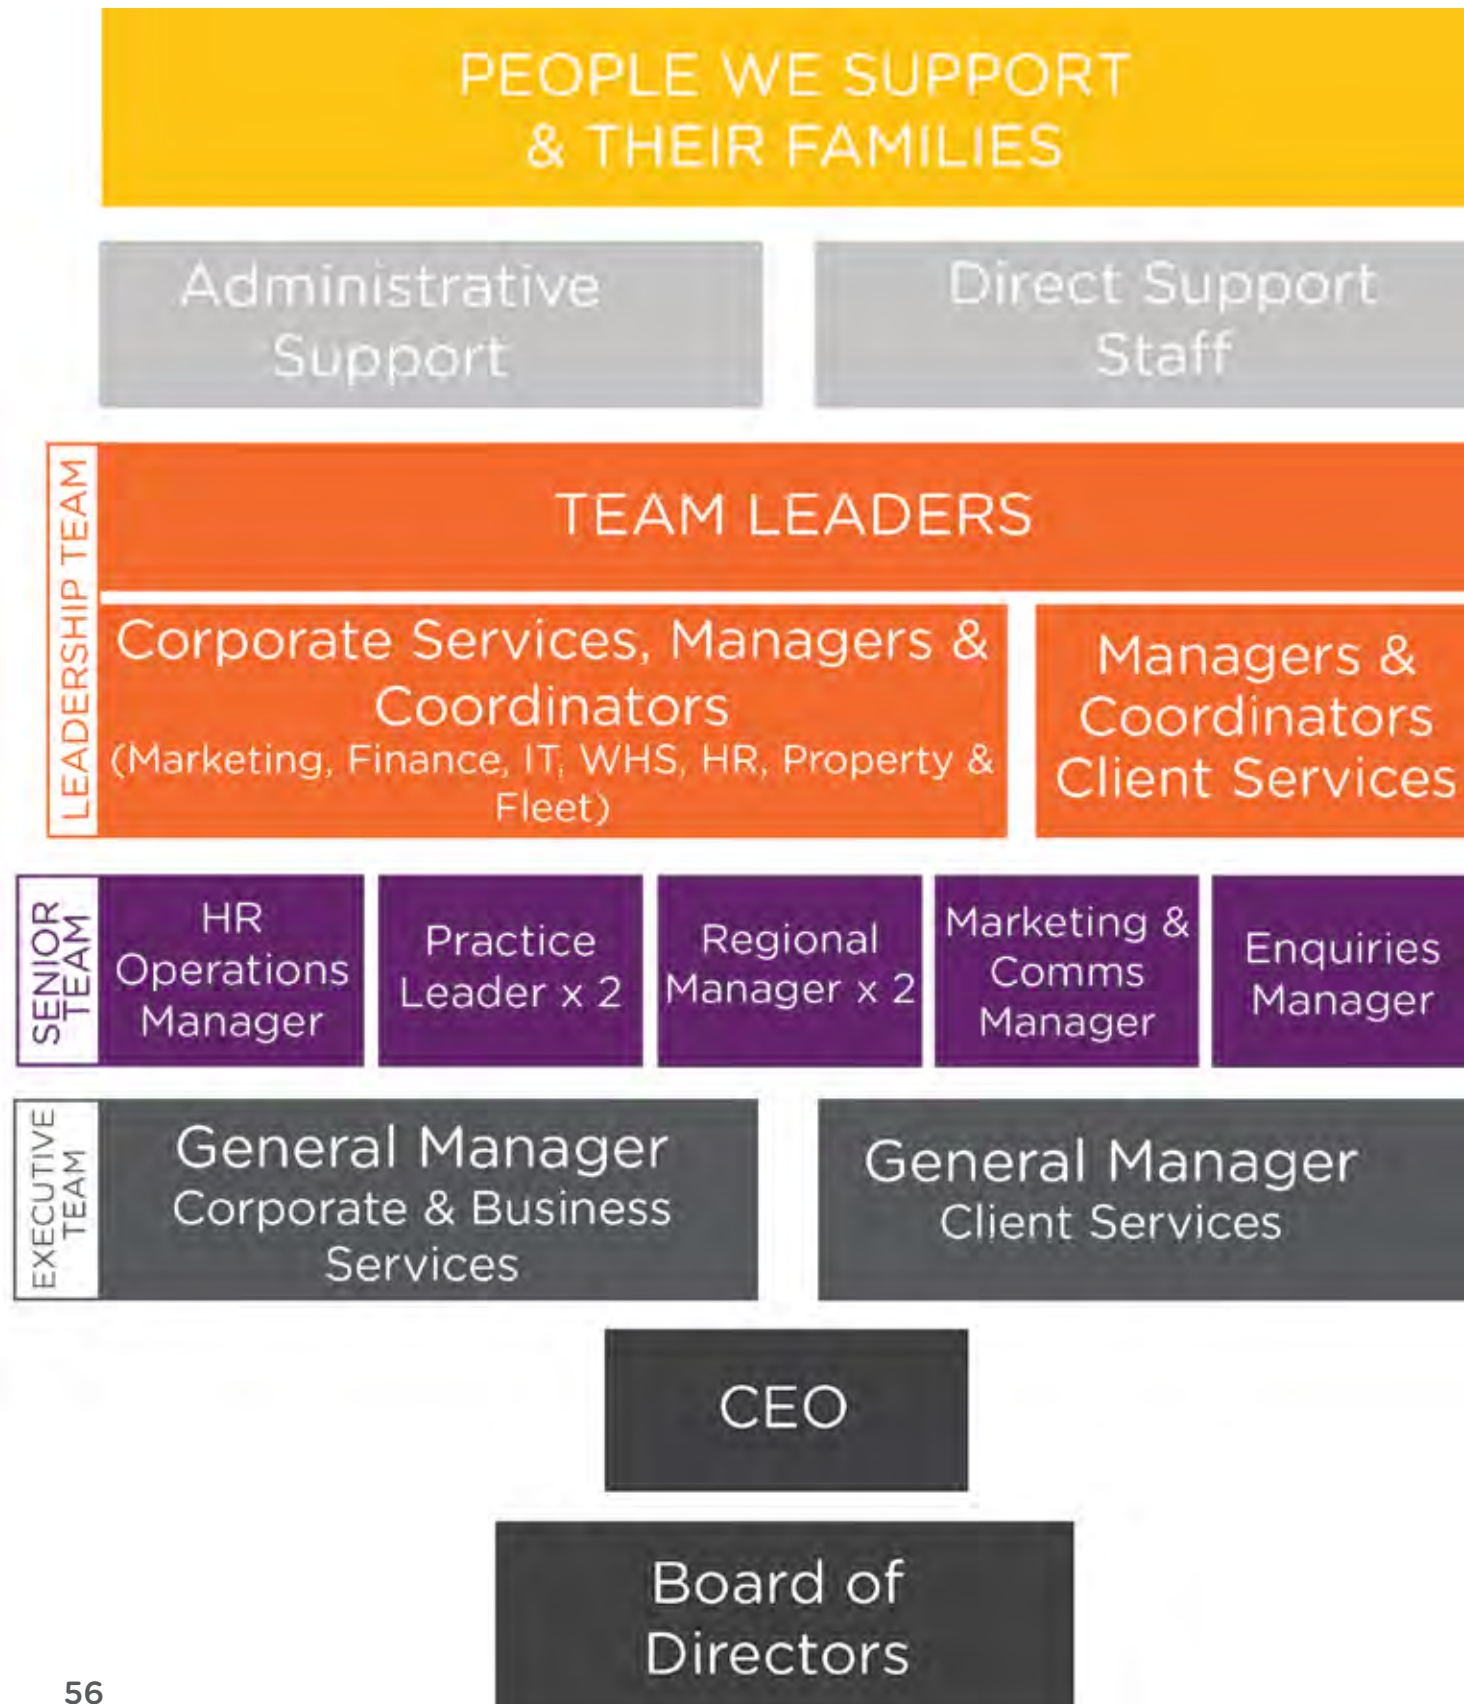 PEOPLE WE SUPPORT
& THEIR FAMILIES
Administrative
Support
Direct Support
Staff
LEADERSHIP TEAM
TEAM LEADERS
Corporate Services, Managers &
Coordinators
(Marketing, Finance, IT, WHS, HR, Property &
Fleet)
Managers &
Coordinators
Client Services
SENIOR
TEAM
HR
Operations
Manager
Practice
Leader x 2
Regional
Manager x 2
Marketing &
Comms
Manager
Enquiries
Manager
EXECUTIVE
TEAM
General Manager
Corporate & Business
Services
General Manager
Client Services
CEO
Board of
Directors
56